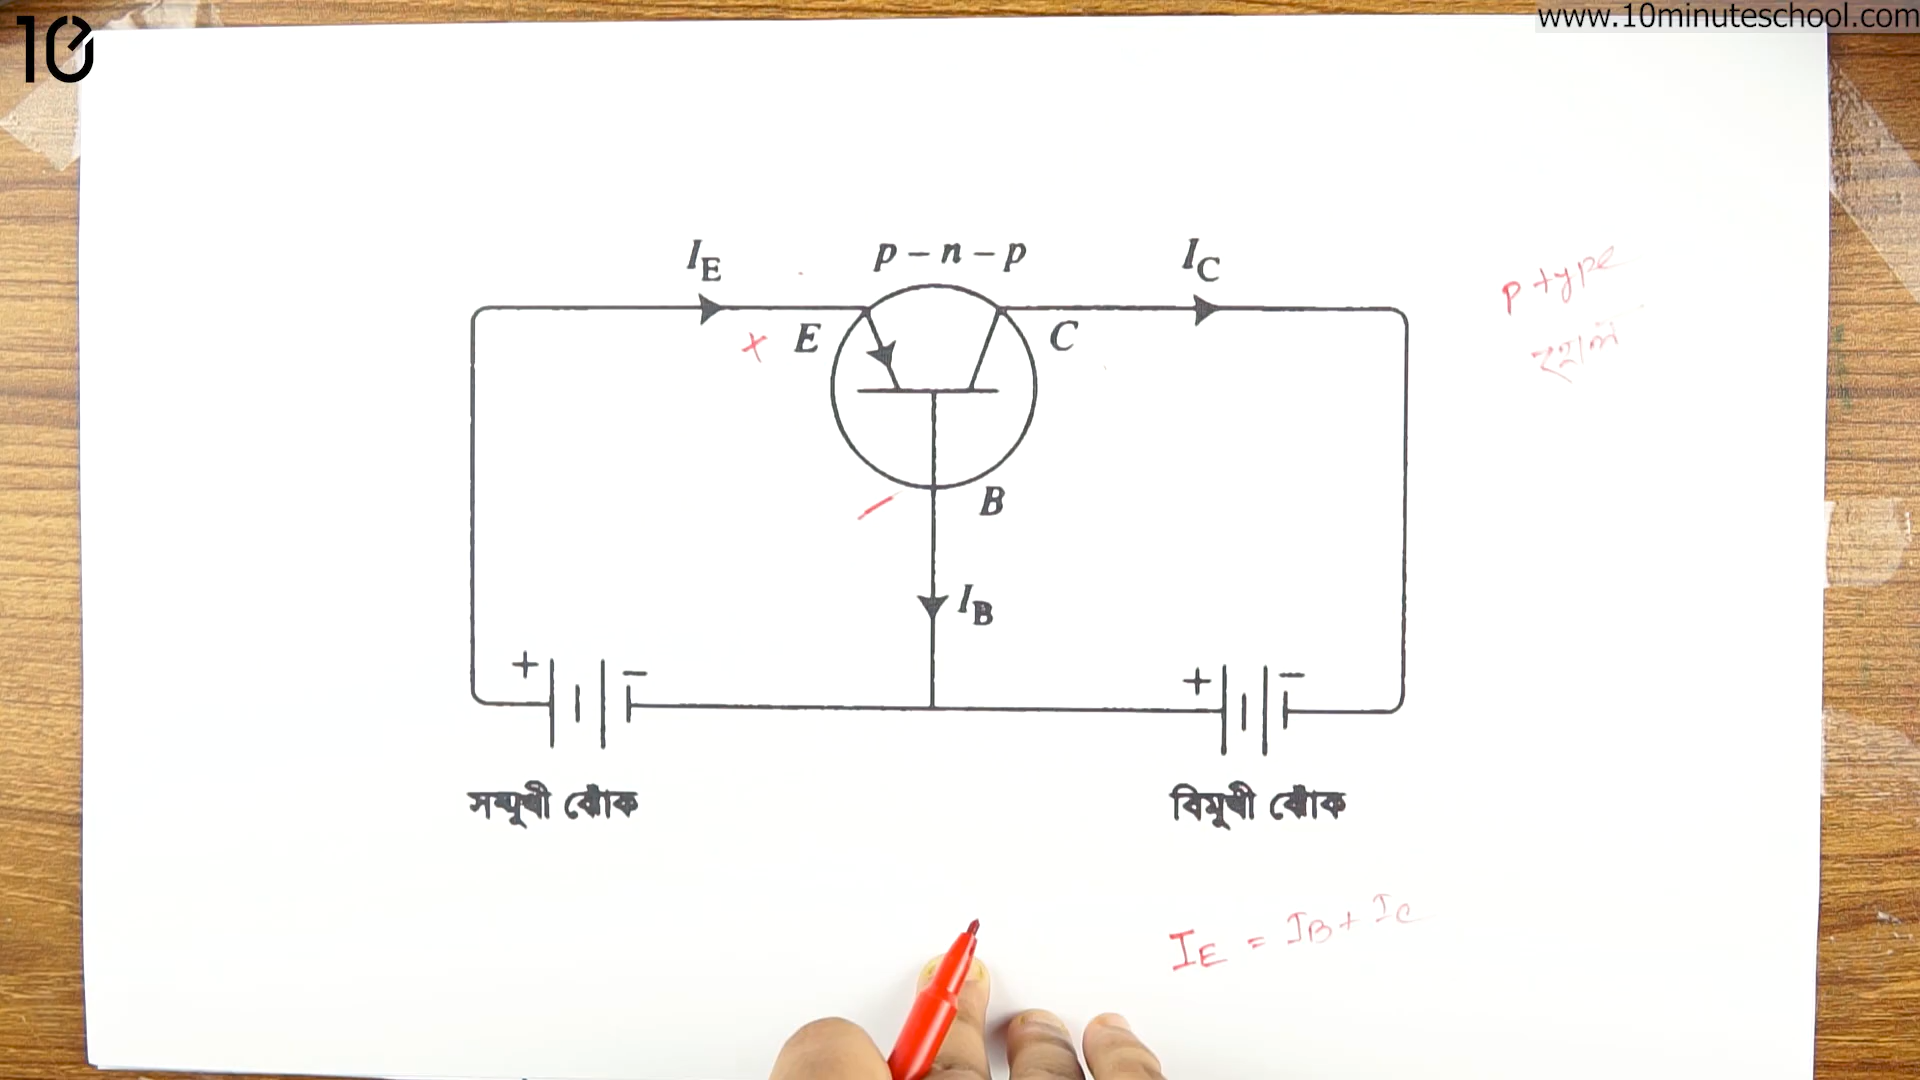 10
www.10minuteschool.com
I_E
p – n – p
I_C
p type
E
C
B
I_B
+
–
+
–
সম্মুখী ঝোঁক
বিমুখী ঝোঁক
I_E = I_B + I_C